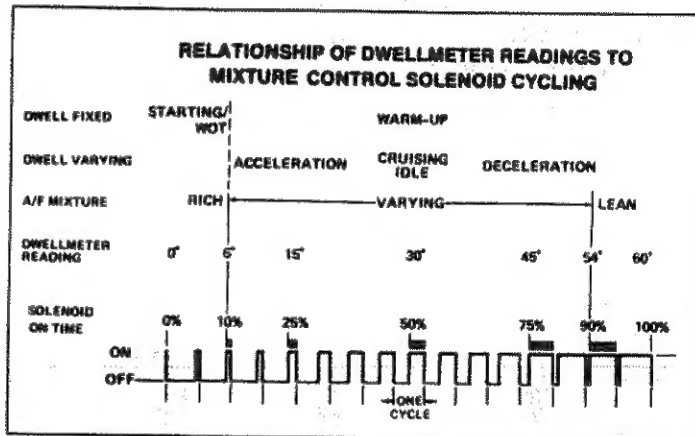 RELATIONSHIP OF DWELLMETER READINGS TO
MIXTURE CONTROL SOLENOID CYCLING
DWELL FIXED STARTING/ WOT WARM-UP
DWELL VARYING ACCELERATION CRUISING IDLE DECELERATION
A/F MIXTURE RICH VARYING LEAN
DWELLMETER READING 0° 6° 15° 30° 45° 54° 60°
SOLENOID ON TIME 0% 10% 25% 50% 75% 90% 100%
ON
OFF
ONE
CYCLE